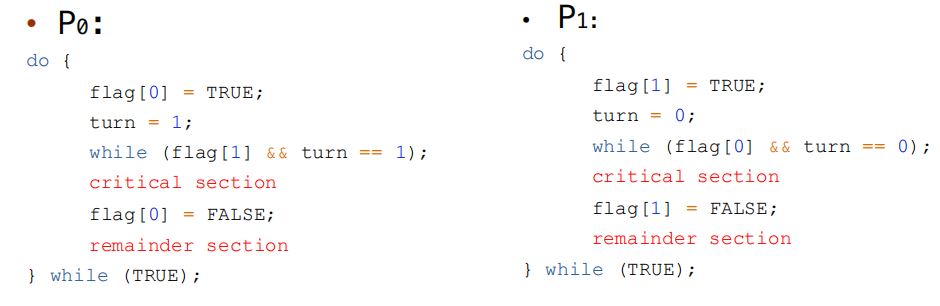 • P0:
do {
flag[0] = TRUE;
turn = 1;
while (flag[1] && turn == 1);
critical section
flag[0] = FALSE;
remainder section
} while (TRUE);
• P1:
do {
flag[1] = TRUE;
turn = 0;
while (flag[0] && turn == 0);
critical section
flag[1] = FALSE;
remainder section
} while (TRUE);